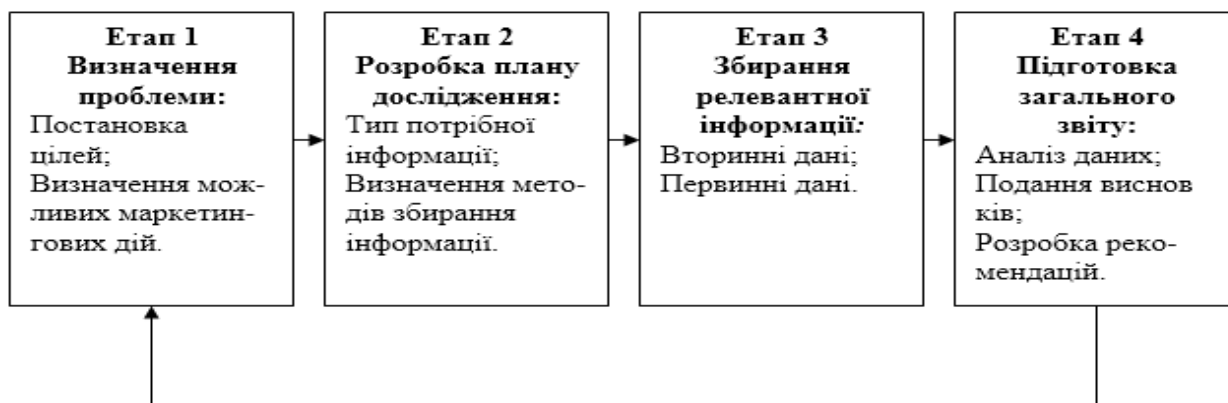 Етап 1
Визначення
проблеми:
Постановка
цілей;
Визначення мож-
ливих маркетин-
гових дій.
Етап 2
Розробка плану
дослідження:
Тип потрібної
інформації;
Визначення мето-
дів збирання
інформації.
Етап 3
Збирання
релевантної
інформації:
Вторинні дані;
Первинні дані.
Етап 4
Підготовка
загального
звіту:
Аналіз даних;
Подання виснов
ків;
Розробка реко-
мендацій.